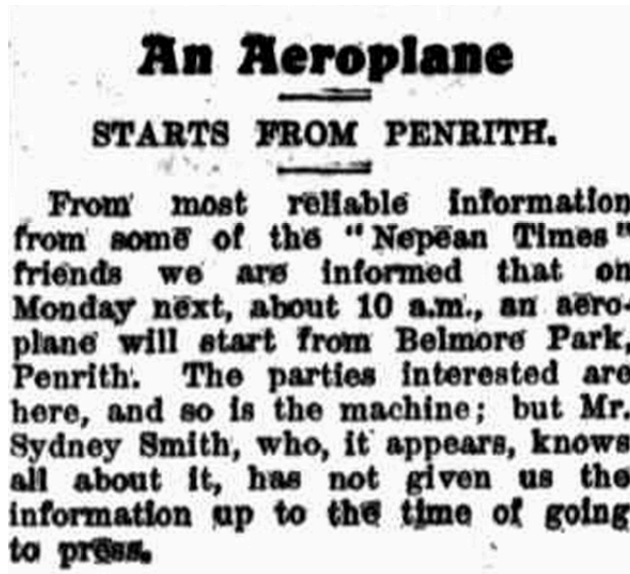 An Aeroplane
STARTS FROM PENRITH.
From most reliable information
from some of the "Nepean Times"
friends we are informed that on
Monday next, about 10 a.m., an aero-
plane will start from Belmore Park,
Penrith. The parties interested are
here, and so is the machine; but Mr.
Sydney Smith, who, it appears, knows
all about it, has not given us the
information up to the time of going
to press.